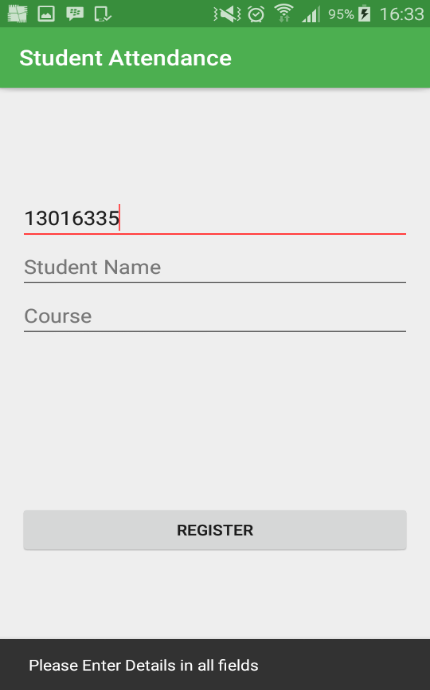 95% 16:33
Student Attendance
13016335
Student Name
Course
REGISTER
Please Enter Details in all fields